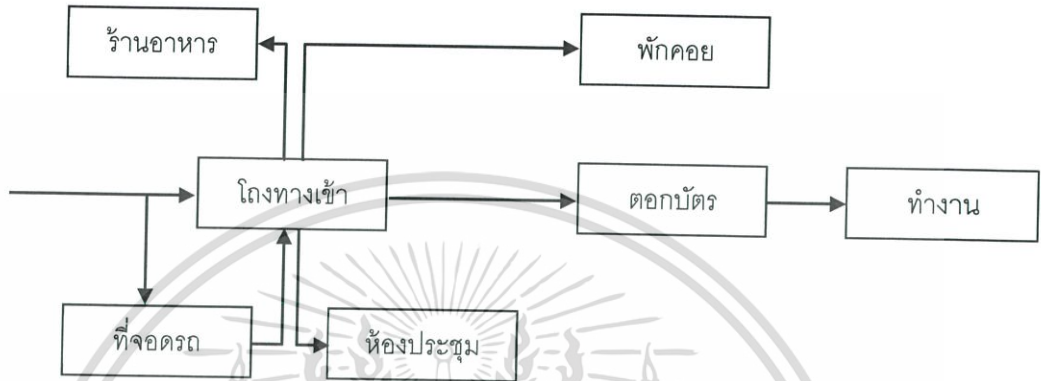 ร้านอาหาร
พักคอย
โถงทางเข้า
ตอกบัตร
ทำงาน
ที่จอดรถ
ห้องประชุม